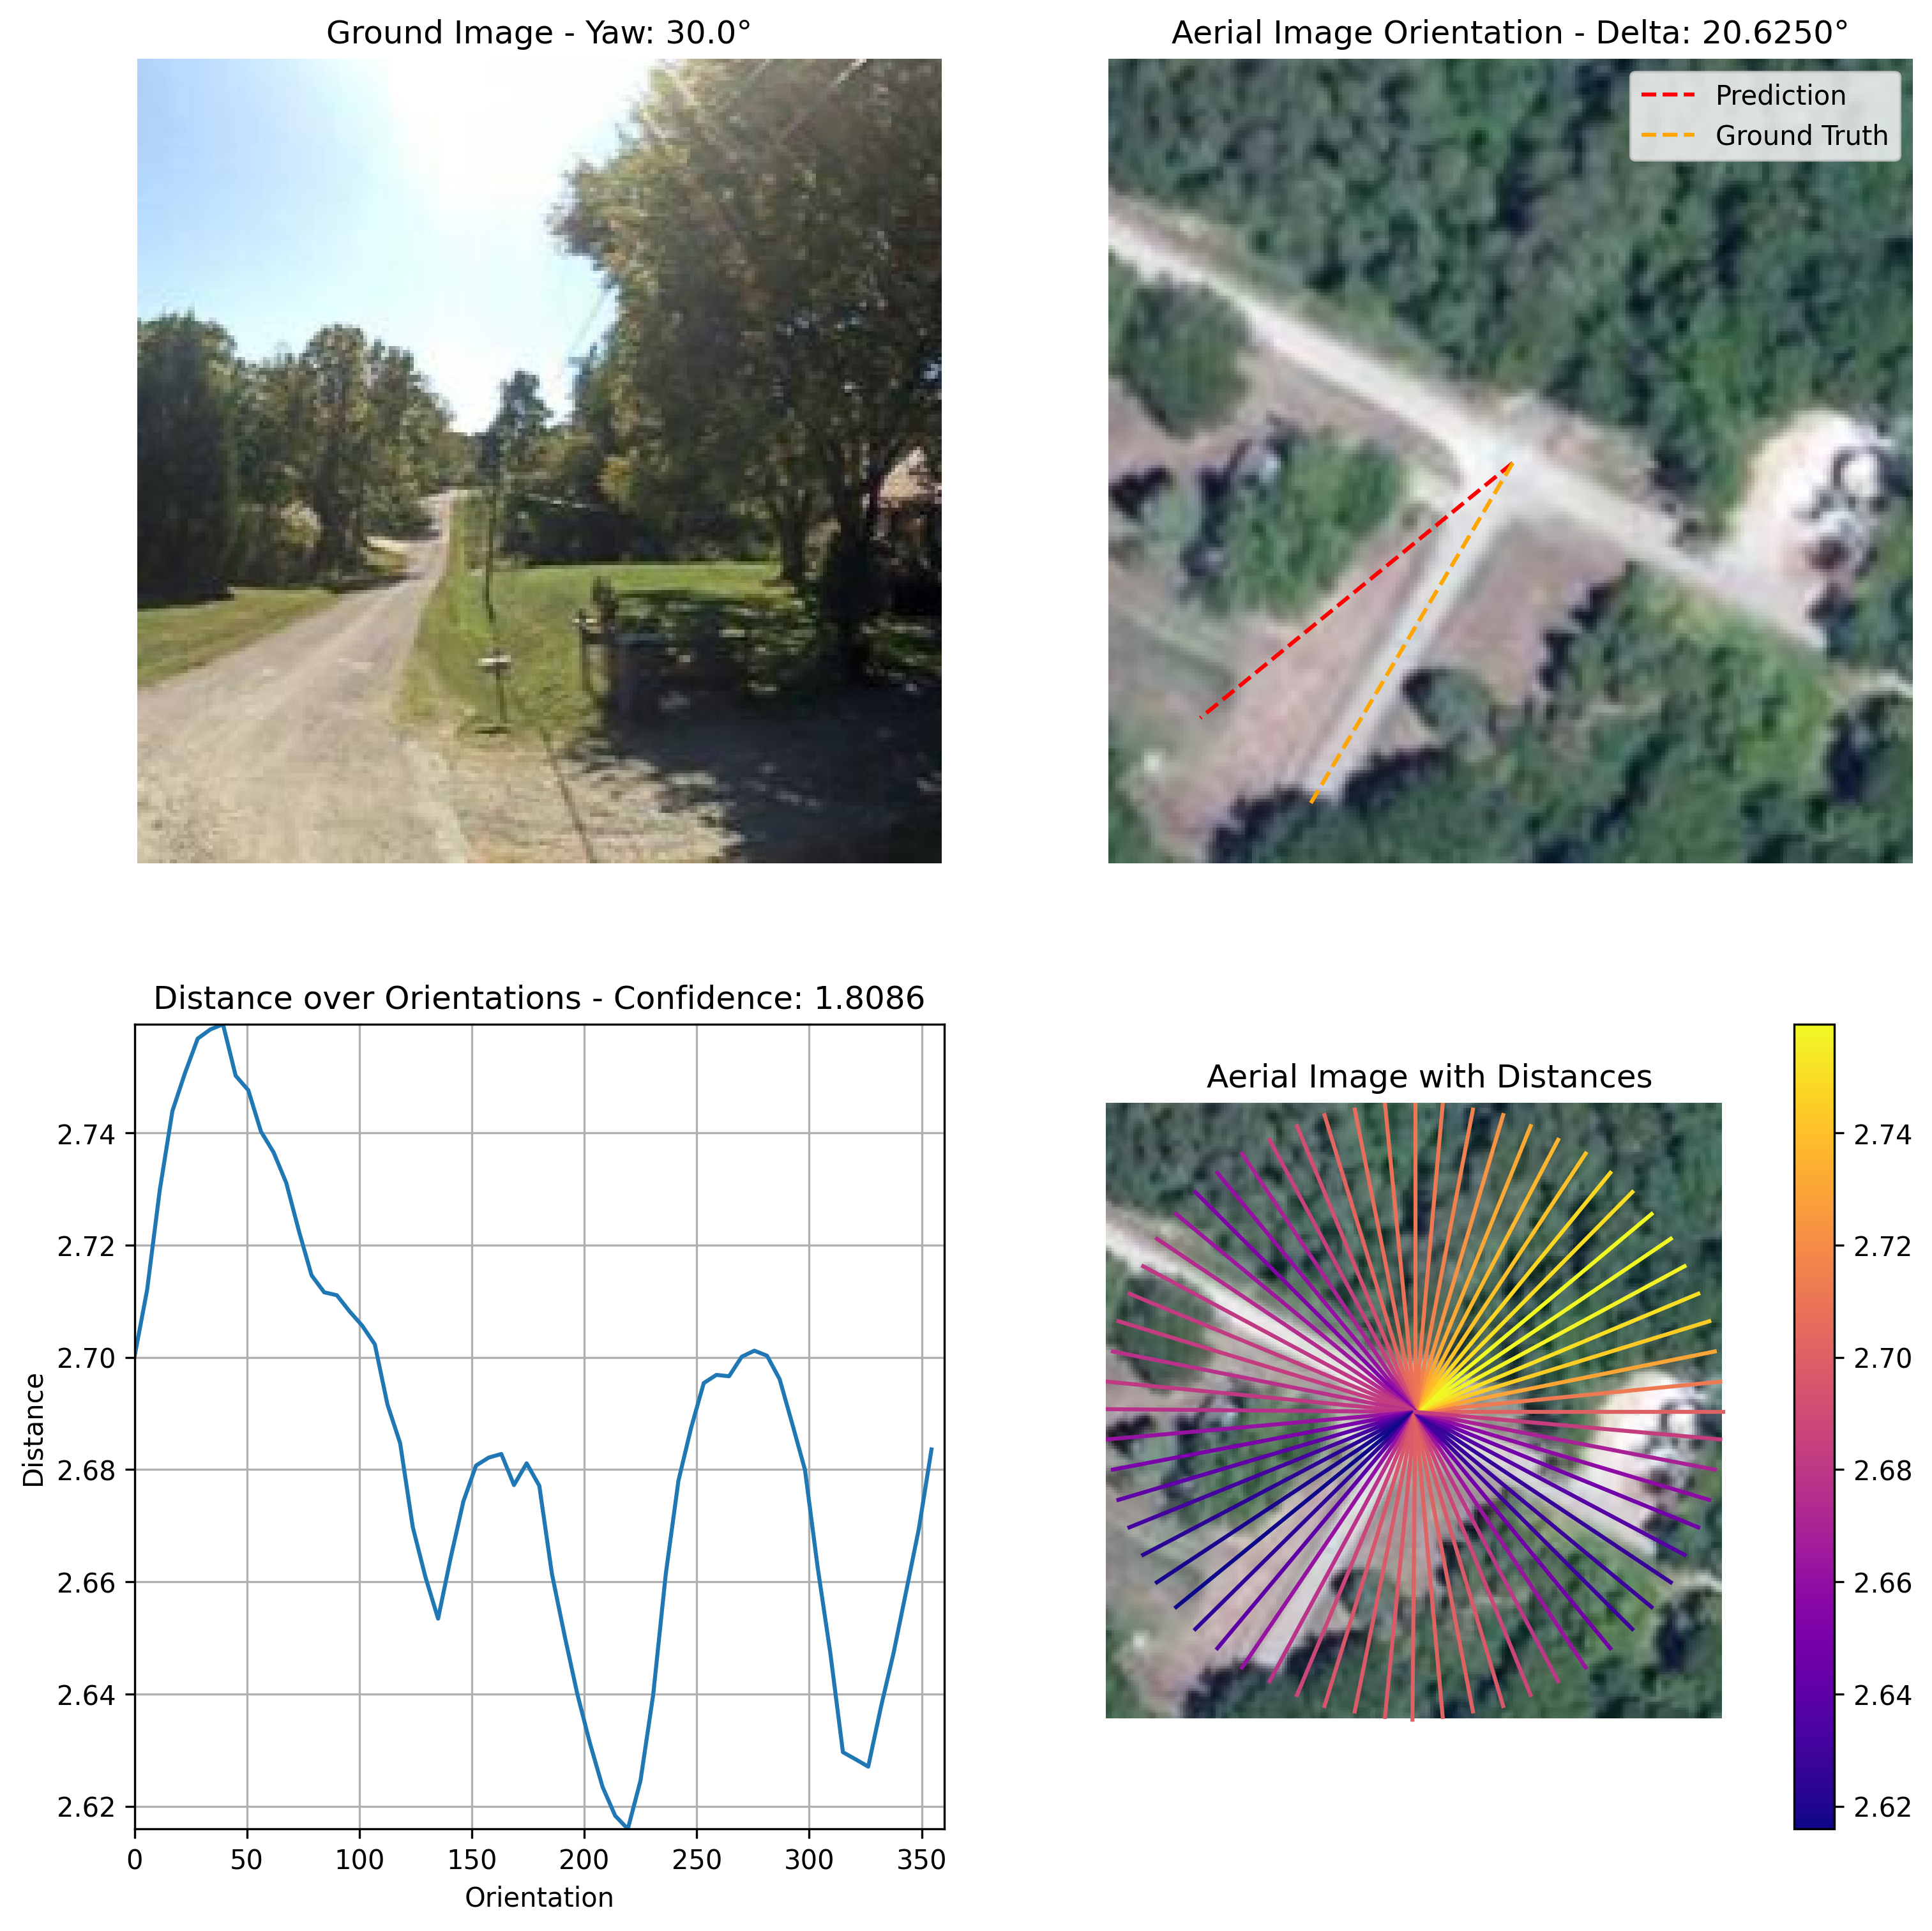 Ground Image - Yaw: 30.0°
Aerial Image Orientation - Delta: 20.6250°
Prediction
Ground Truth
Distance over Orientations - Confidence: 1.8086
2.74
2.72
2.70
2.68
2.66
2.64
2.62
Distance
0 50 100 150 200 250 300 350
Orientation
Aerial Image with Distances
2.74
2.72
2.70
2.68
2.66
2.64
2.62